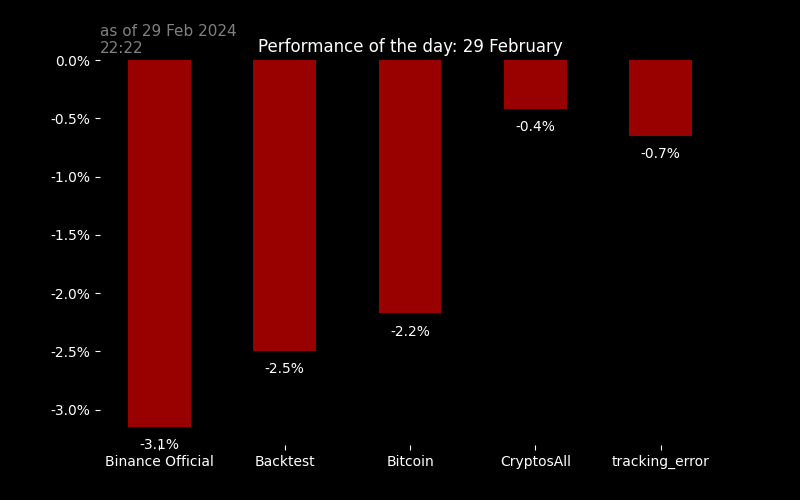 as of 29 Feb 2024
22:22
Performance of the day: 29 February
0.0%
-0.5%
-1.0%
-1.5%
-2.0%
-2.5%
-3.0%
-3.1%
-2.5%
-2.2%
-0.4%
-0.7%
Binance Official
Backtest
Bitcoin
CryptosAll
tracking_error